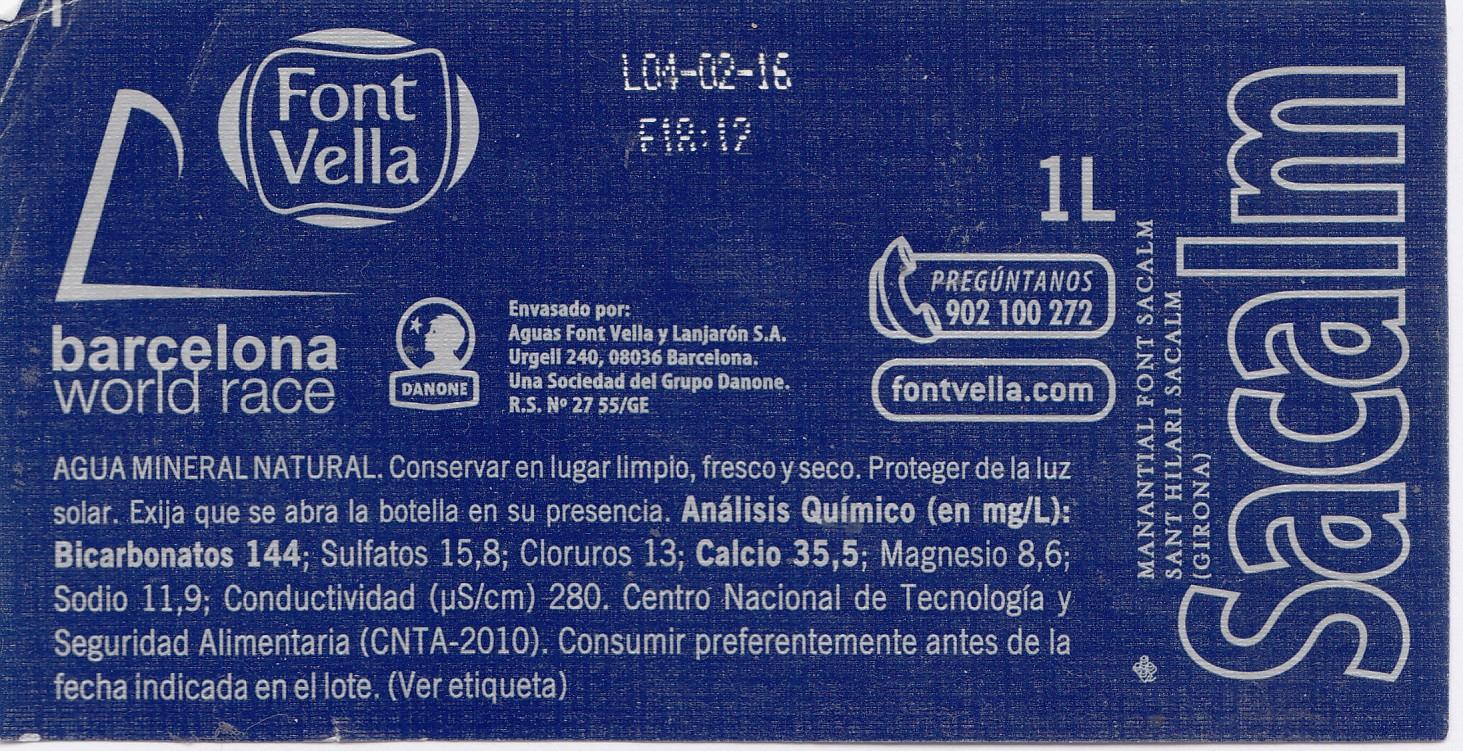 Font
Vella
L04-02-16
barcelona
world race
DANONE
Envasado por:
Aguas Font Vella y Lanjarón S.A.
Urgell 240, 08036 Barcelona.
Una Sociedad del Grupo Danone.
R.S. Nº 27 55/GE
1L
PREGÚNTANOS
902 100 272
fontvella.com
AGUA MINERAL NATURAL. Conservar en lugar limpio, fresco y seco. Proteger de la luz
solar. Exija que se abra la botella en su presencia. Análisis Químico (en mg/L):
Bicarbonatos 144; Sulfatos 15,8; Cloruros 13; Calcio 35,5; Magnesio 8,6;
Sodio 11,9; Conductividad (µS/cm) 280. Centro Nacional de Tecnología y
Seguridad Alimentaria (CNTA-2010). Consumir preferentemente antes de la
fecha indicada en el lote. (Ver etiqueta)
MANANTIAL FONT SACALM
SANT HILARI SACALM
(GIRONA)
Sacalm